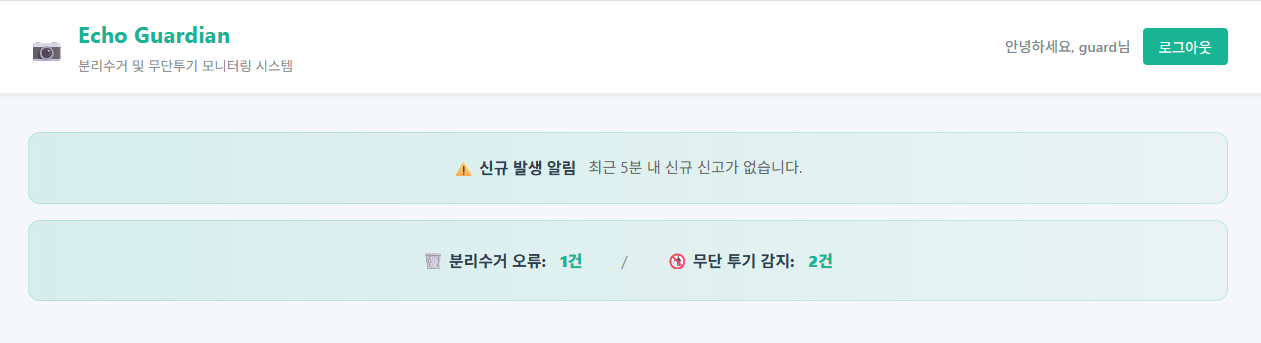 Echo Guardian
분리수거 및 무단투기 모니터링 시스템
안녕하세요, guard님
로그아웃
신규 발생 알림 최근 5분 내 신규 신고가 없습니다.
분리수거 오류: 1건 / 무단 투기 감지: 2건